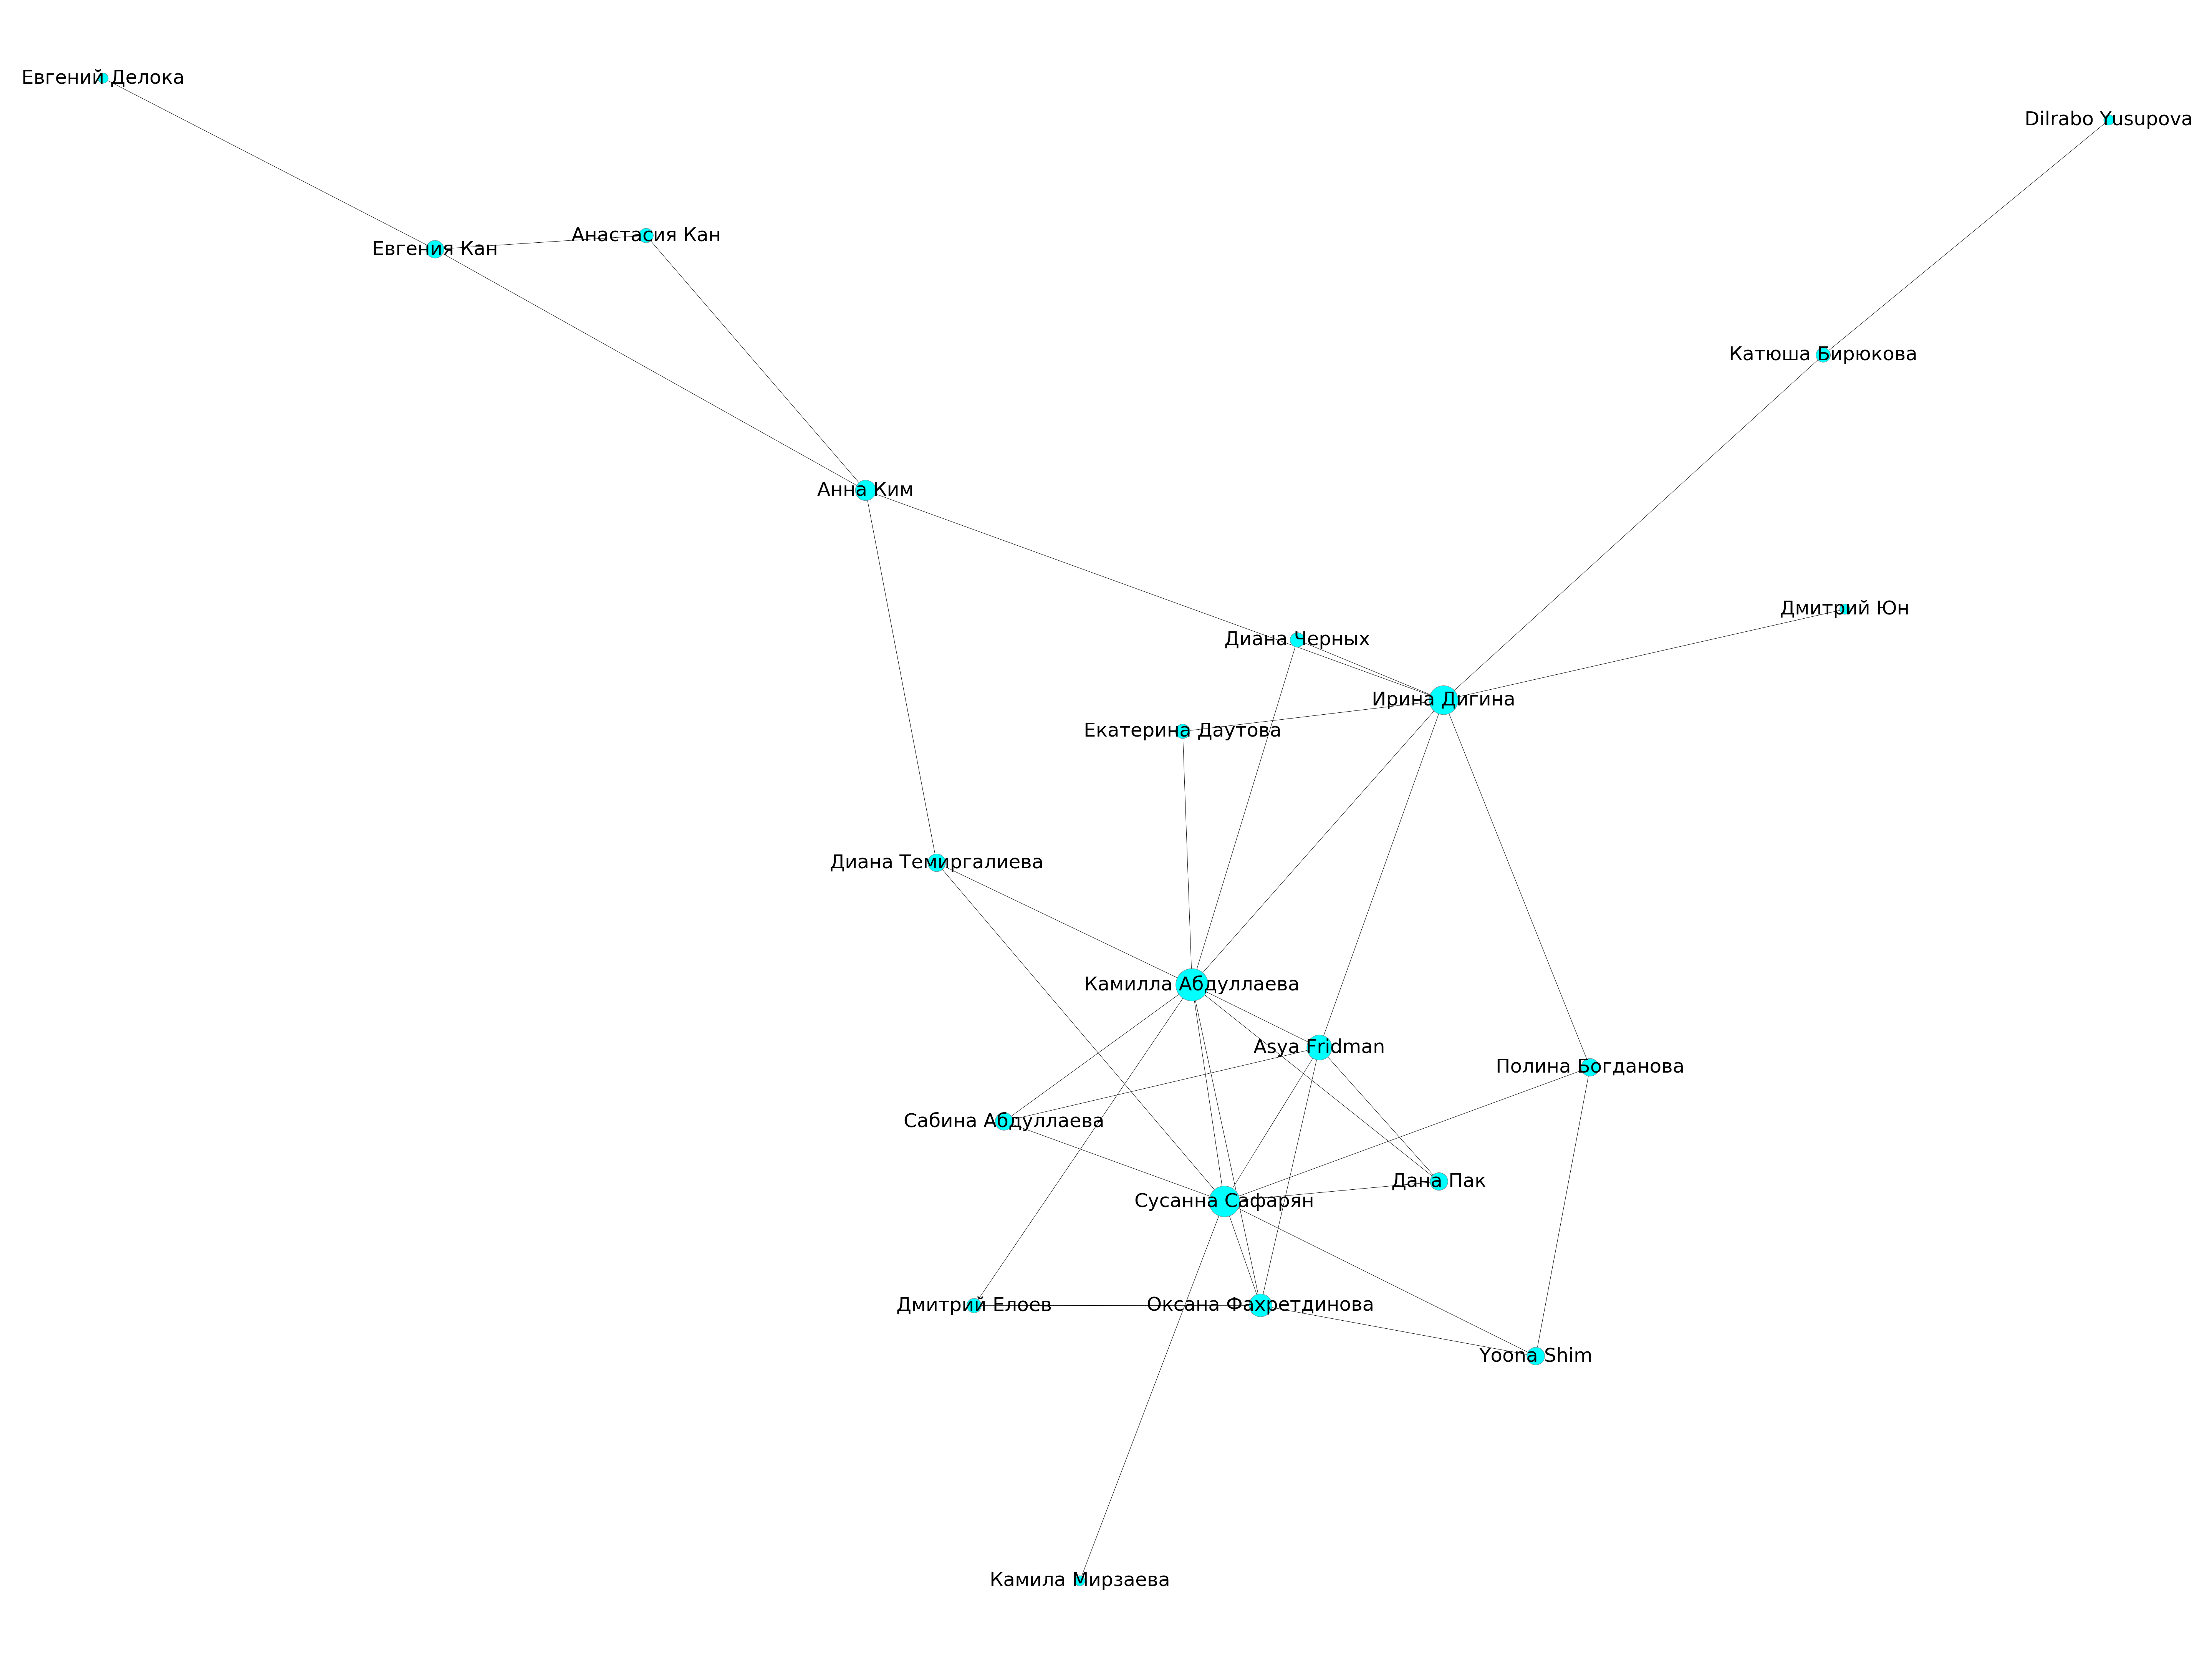 Евгений Делока
Dilrabo Yusupova
Анастасия Кан
Евгения Кан
Катюша Бирюкова
Анна Ким
Дмитрий Юн
Диана Черных
Ирина Дигина
Екатерина Даутова
Диана Темиргалиева
Камилла Абдуллаева
Asya Fridman
Полина Богданова
Сабина Абдуллаева
Дана Пак
Сусанна Сафарян
Дмитрий Елоев
Оксана Фахретдинова
Yoona Shim
Камила Мирзаева